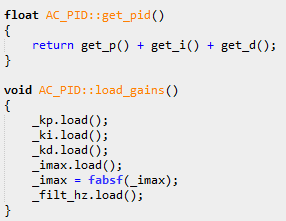 float AC_PID::get_pid()
{
    return get_p() + get_i() + get_d();
}

void AC_PID::load_gains()
{
    _kp.load();
    _ki.load();
    _kd.load();
    _imax.load();
    _imax = fabsf(_imax);
    _filt_hz.load();
}